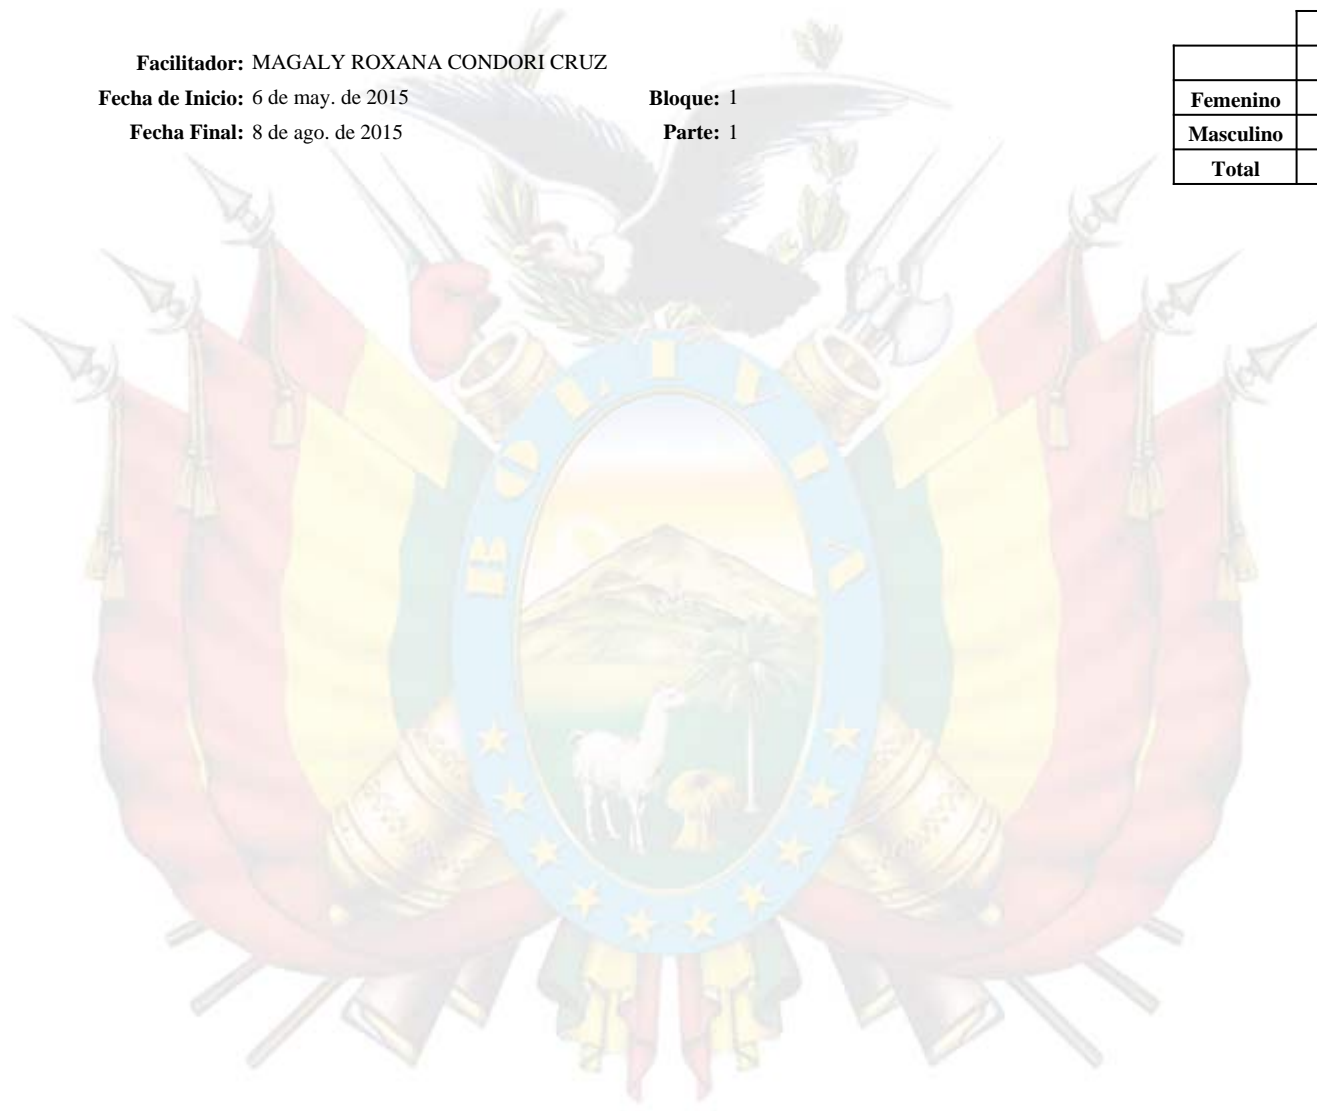 Facilitador: MAGALY ROXANA CONDORI CRUZ
Fecha de Inicio: 6 de may. de 2015 Bloque: 1
Fecha Final: 8 de ago. de 2015 Parte: 1
Femenino
Masculino
Total
BOLIVIA